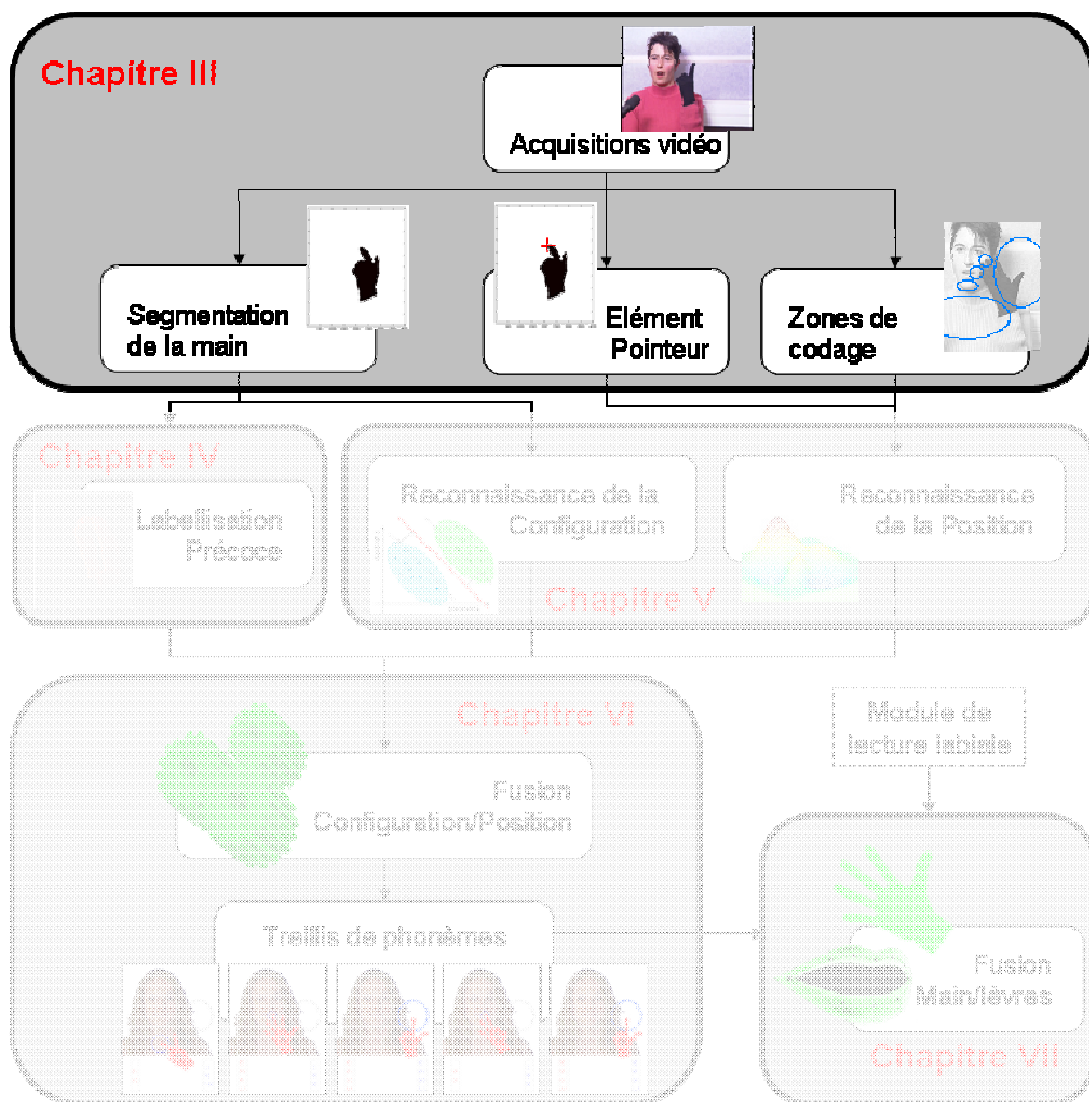 Chapitre III
Acquisitions vidéo
Segmentation
de la main
Elément
Pointeur
Zones de
codage
Chapitre IV
Labellisation
Précoce
Reconnaissance de la
Configuration
Reconnaissance
de la Position
Chapitre V
Chapitre VI
Fusion
Configuration/Position
Treillis de phonèmes
Module de
lecture labiale
Fusion
Main/lèvres
Chapitre VII